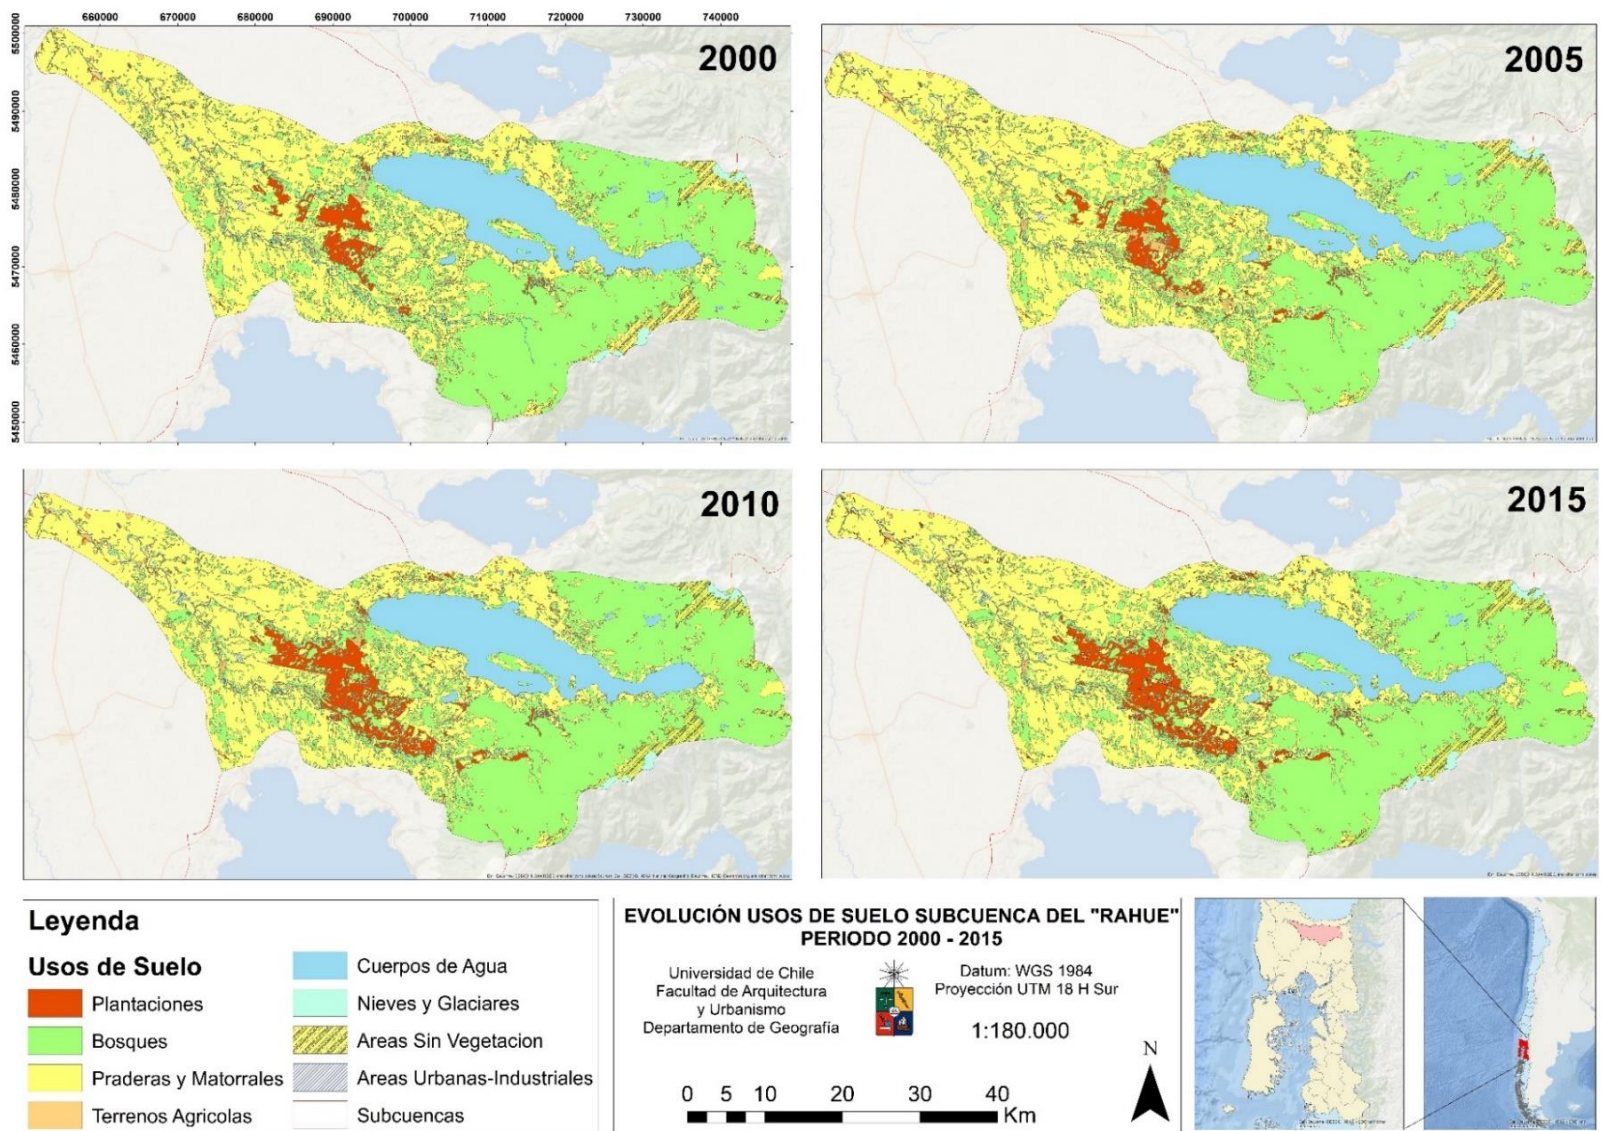 660000 670000 680000 690000 700000 710000 720000 730000 740000
5500000
5490000
5480000
5470000
5460000
5450000
2000
2005
2010
2015
Leyenda
Usos de Suelo
Plantaciones
Bosques
Praderas y Matorrales
Terrenos Agricolas
Cuerpos de Agua
Nieves y Glaciares
Areas Sin Vegetacion
Areas Urbanas-Industriales
Subcuencas
EVOLUCIÓN USOS DE SUELO SUBCUENCA DEL "RAHUE"
PERIODO 2000 - 2015
Universidad de Chile
Facultad de Arquitectura
y Urbanismo
Departamento de Geografía
Datum: WGS 1984
Proyección UTM 18 H Sur
1:180.000
N
0 5 10 20 30 40
Km